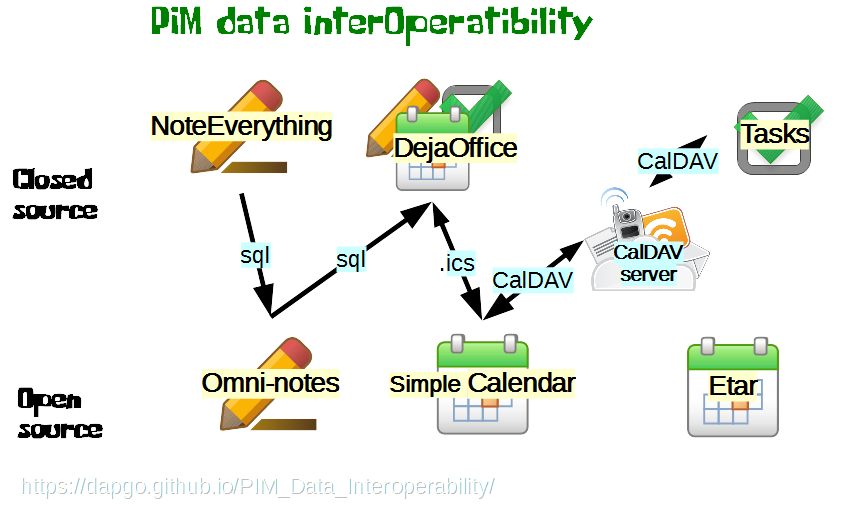 PiM data interOperatibility
NoteEverything
DejaOffice
Tasks
CalDAV
Closed
source
sql
sql
.ics
CalDAV
CalDAV
server
Omni-notes
Simple Calendar
Etar
Open
source
https://dapgo.github.io/PIM_Data_Interoperability/